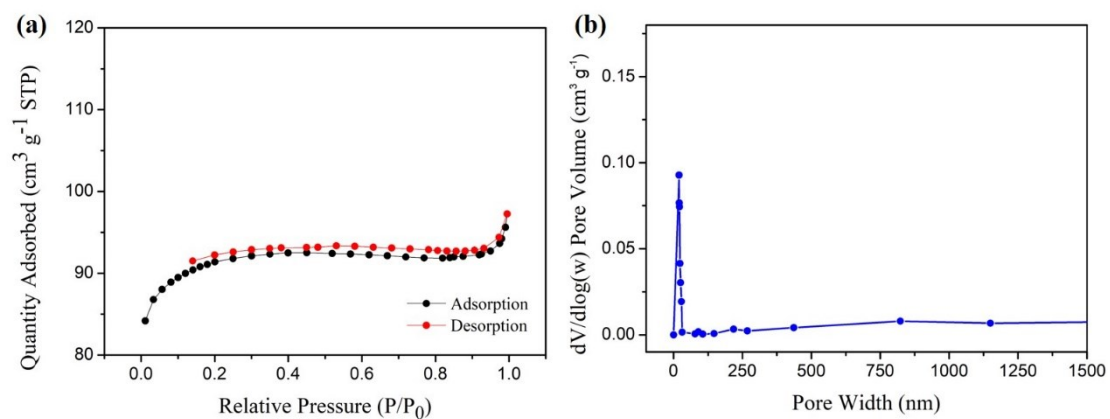 (a)
120
110
100
90
80
Quantity Adsorbed (cm³ g⁻¹ STP)
Adsorption
Desorption
0.0 0.2 0.4 0.6 0.8 1.0
Relative Pressure (P/P₀)
(b)
0.15
0.10
0.05
0.00
dV/dlog(w) Pore Volume (cm³ g⁻¹)
0 250 500 750 1000 1250 1500
Pore Width (nm)